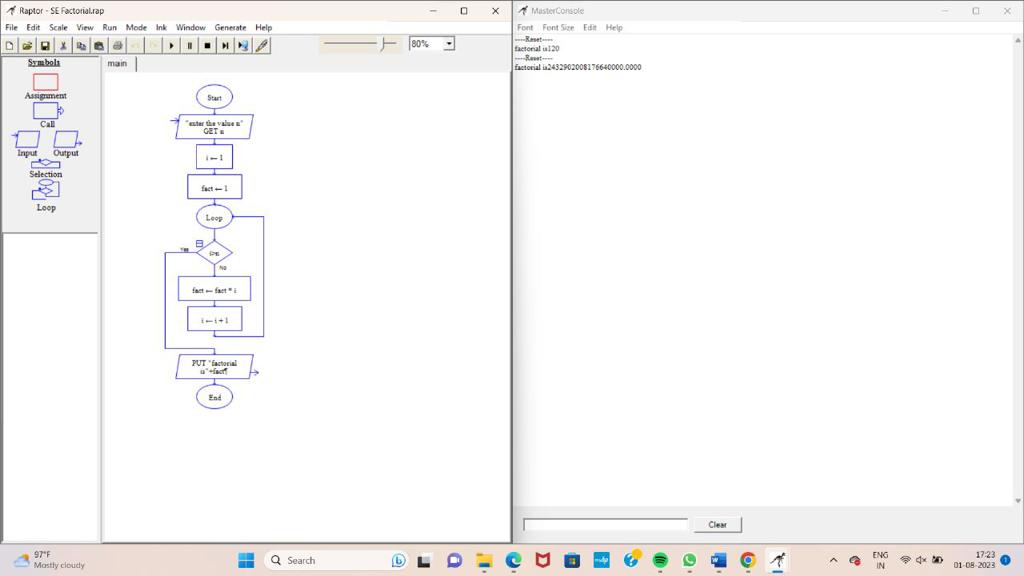 Raptor - SE Factorial.rap
File Edit Scale View Run Mode Ink Window Generate Help
80%
Symbols
Assignment
Call
Input Output
Selection
Loop
main
Start
"enter the value n"
GET n
i ← 1
fact ← 1
Loop
Yes
i>n
No
fact ← fact * i
i ← i + 1
PUT "factorial
is"+fact¶
End
MasterConsole
Font Font Size Edit Help
----Reset----
factorial is120
----Reset----
factorial is2432902008176640000.0000
Clear
97°F
Mostly cloudy
Search
ENG
IN
17:23
01-08-2023